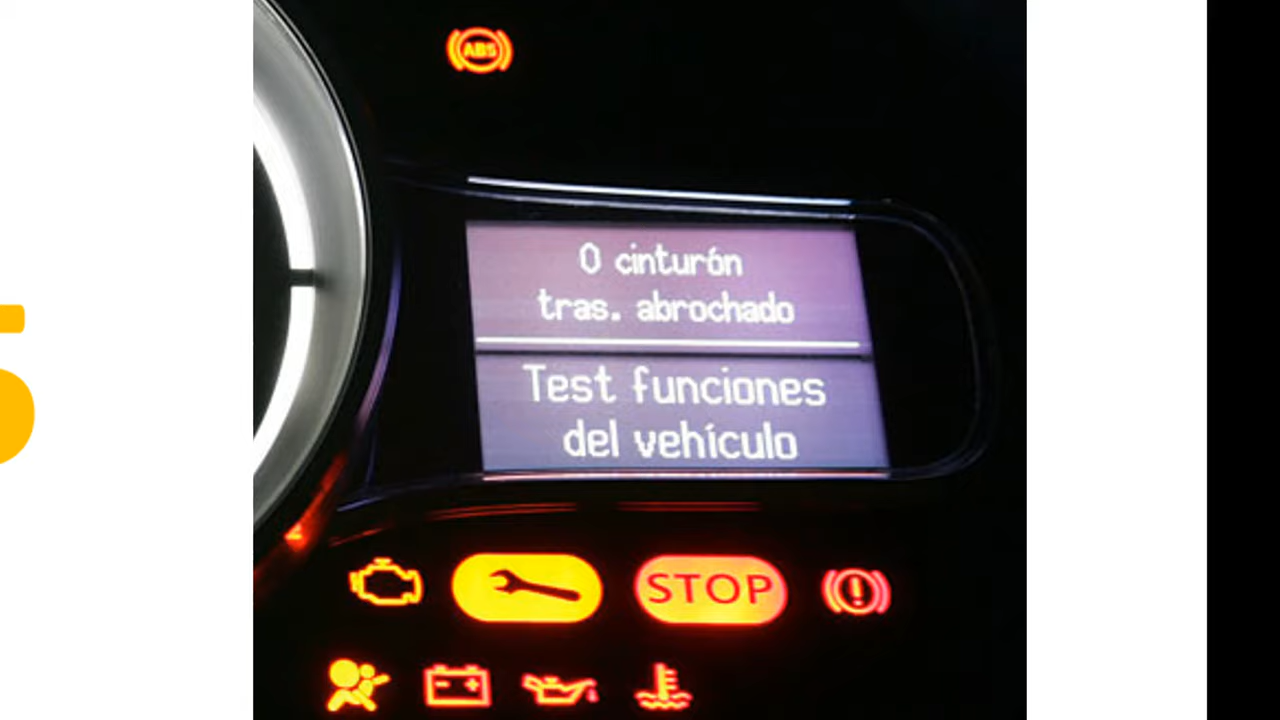 ABS
0 cinturón
tras. abrochado
Test funciones
del vehículo
STOP